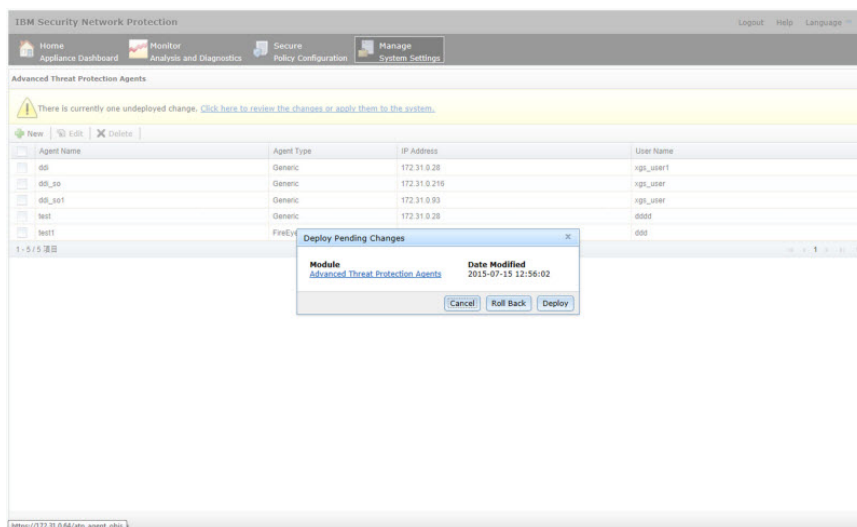 IBM Security Network Protection
Logout Help Language
Home
Appliance Dashboard
Monitor
Analysis and Diagnostics
Secure
Policy Configuration
Manage
System Settings
Advanced Threat Protection Agents
There is currently one undeployed change. Click here to review the changes or apply them to the system.
New Edit Delete
Agent Name Agent Type IP Address User Name
ddi Generic 172.31.0.28 xgs_user1
ddi_so Generic 172.31.0.216 xgs_user
ddi_so1 Generic 172.31.0.93 xgs_user
test Generic 172.31.0.28 dddd
test1 FireEye ddd
1 - 5 / 5 項目
1
Deploy Pending Changes
Module Date Modified
Advanced Threat Protection Agents 2015-07-15 12:56:02
Cancel Roll Back Deploy